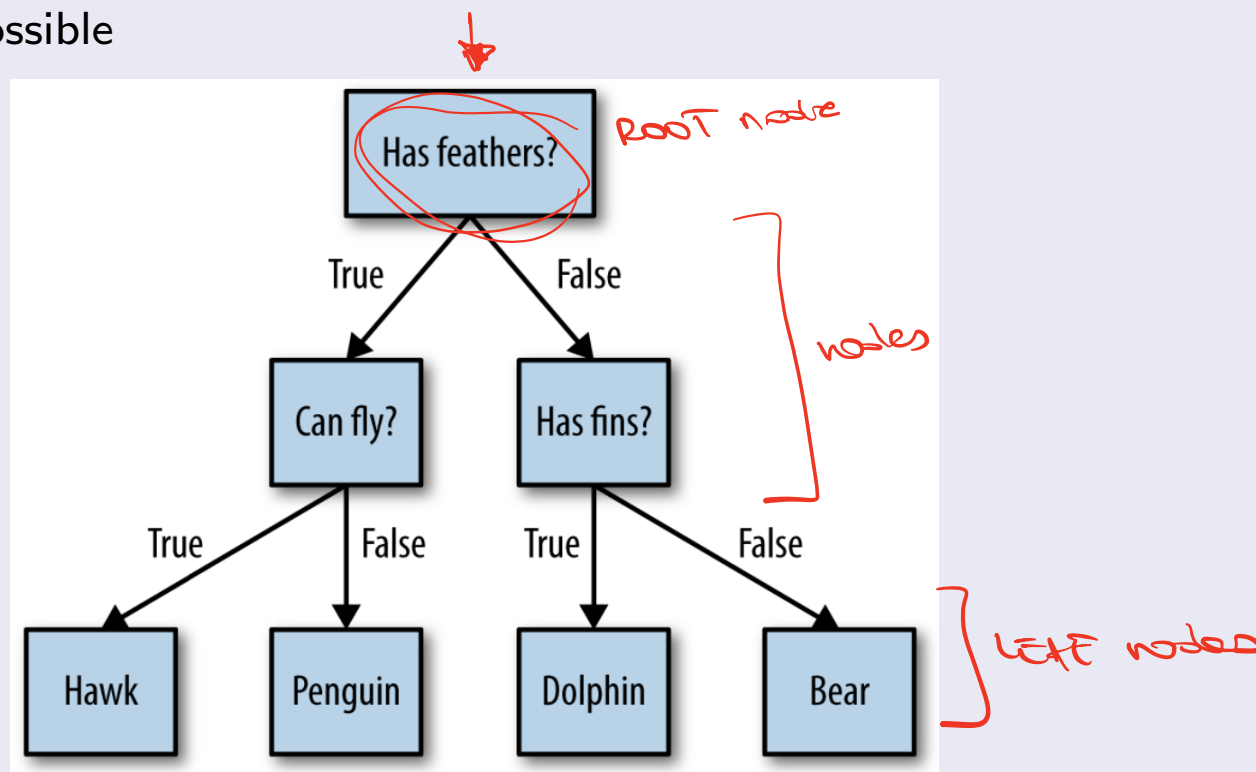 ossible
Has feathers?
ROOT node
True
False
nodes
Can fly?
Has fins?
True
False
True
False
LEAF nodes
Hawk
Penguin
Dolphin
Bear